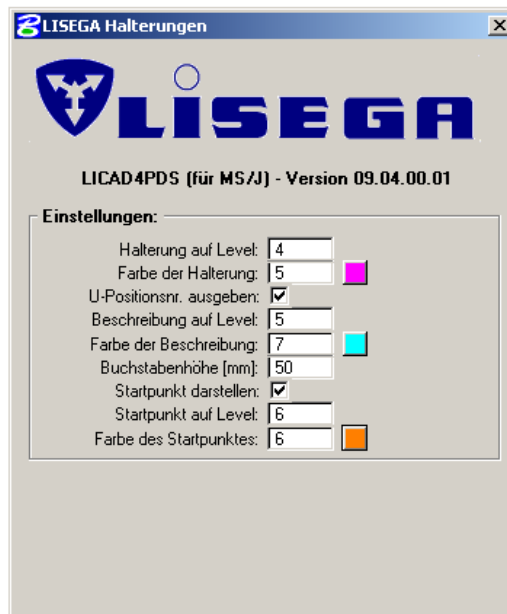 LISEGA Halterungen
LISEGA
LICAD4PDS (für MS/J) - Version 09.04.00.01
Einstellungen:
Halterung auf Level: 4
Farbe der Halterung: 5
U-Positionsnr. ausgeben:
Beschreibung auf Level: 5
Farbe der Beschreibung: 7
Buchstabenhöhe [mm]: 50
Startpunkt darstellen:
Startpunkt auf Level: 6
Farbe des Startpunktes: 6